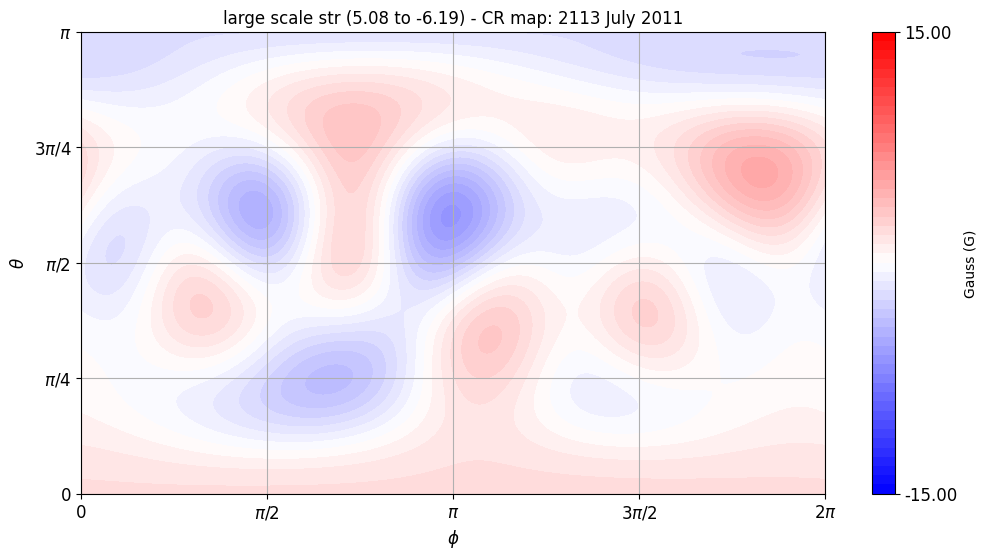 large scale str (5.08 to -6.19) - CR map: 2113 July 2011
π
3π/4
π/2
π/4
0
θ
0
π/2
π
3π/2
2π
ϕ
15.00
-15.00
Gauss (G)